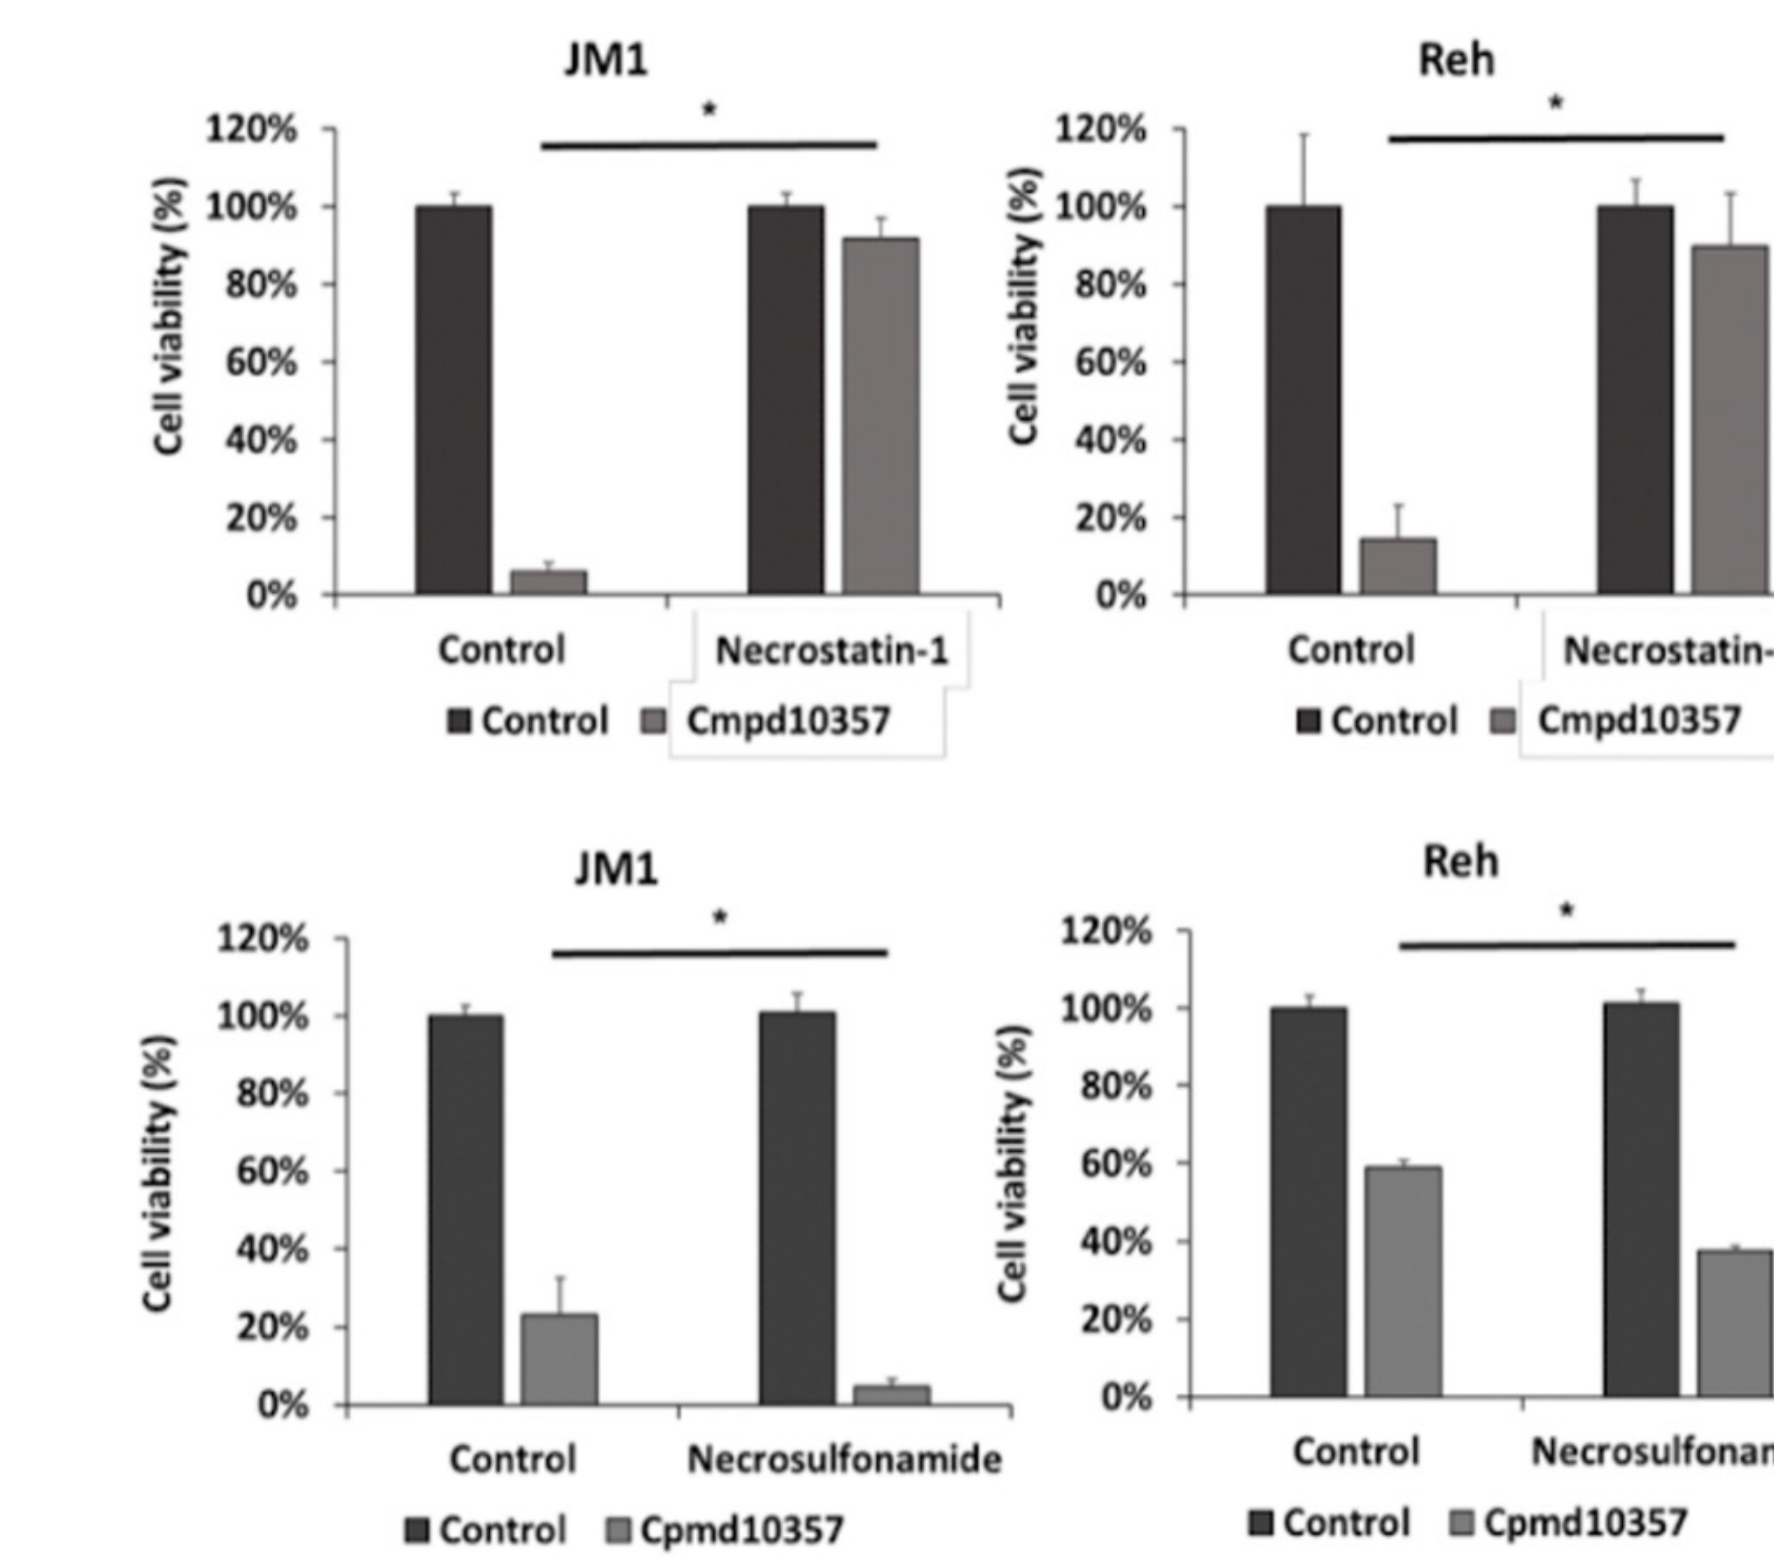 JM1
*
120%
100%
80%
60%
40%
20%
0%
Cell viability (%)
Control Necrostatin-1
Control Cmpd10357
Reh
*
120%
100%
80%
60%
40%
20%
0%
Cell viability (%)
Control Necrostatin-
Control Cmpd10357
JM1
*
120%
100%
80%
60%
40%
20%
0%
Cell viability (%)
Control Necrosulfonamide
Control Cpmd10357
Reh
*
120%
100%
80%
60%
40%
20%
0%
Cell viability (%)
Control Necrosulfonam
Control Cpmd10357